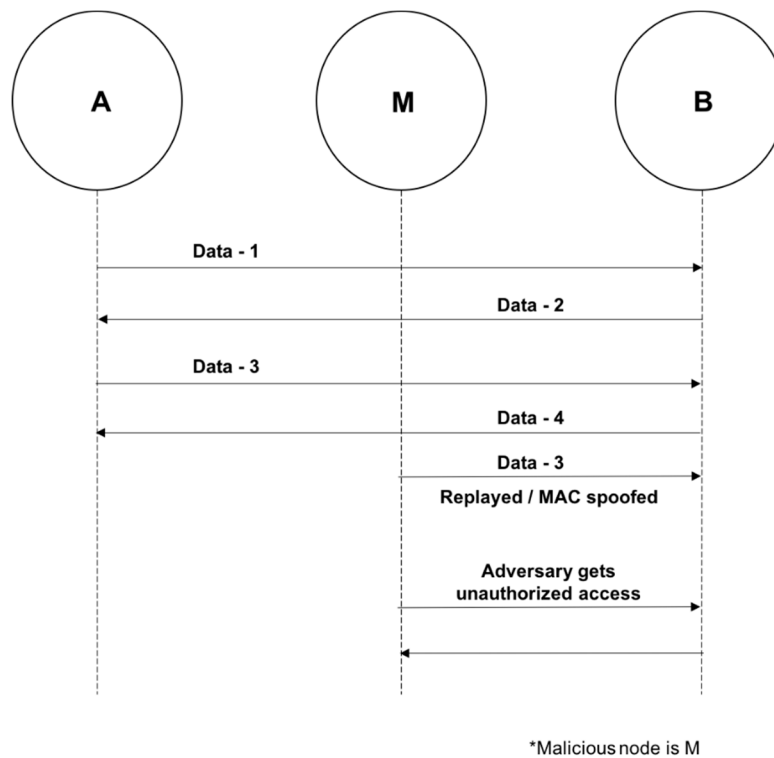 A M B
Data - 1
Data - 2
Data - 3
Data - 4
Data - 3
Replayed / MAC spoofed
Adversary gets
unauthorized access
*Malicious node is M